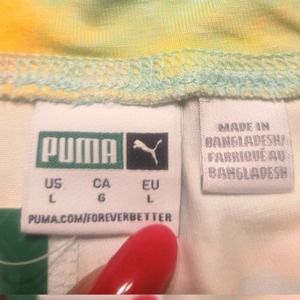 PUMA
US CA EU
L G L
PUMA.COM/FOREVERBETTER
MADE IN
BANGLADESH/
FABRIQUÉ AU
BANGLADESH